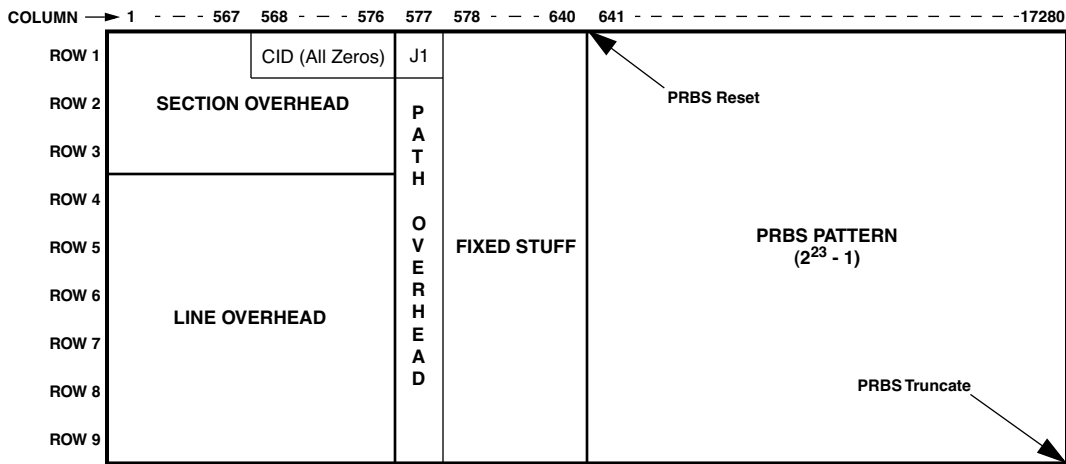 COLUMN 1 - - - - 567 568 - - - 576 577 578 - - - 640 641 - - - - - - - - - - - - - - - - - - - - - -17280
ROW 1
CID (All Zeros)
J1
PRBS Reset
ROW 2
SECTION OVERHEAD
ROW 3
PATH OVERHEAD
ROW 4
ROW 5
FIXED STUFF
PRBS PATTERN
(2^23 - 1)
ROW 6
LINE OVERHEAD
ROW 7
ROW 8
PRBS Truncate
ROW 9